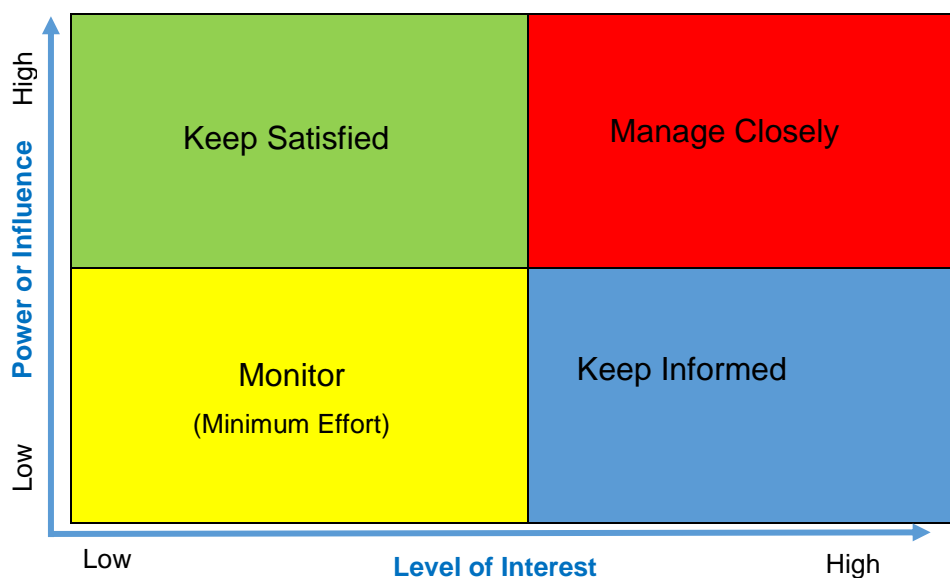 High
Keep Satisfied
Manage Closely
Power or Influence
Monitor
(Minimum Effort)
Keep Informed
Low
Low
Level of Interest
High